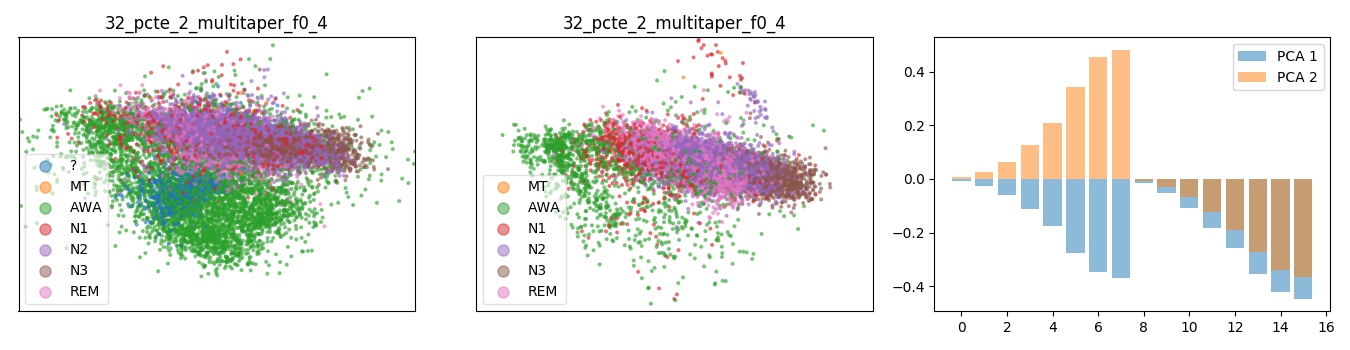 32_pcte_2_multitaper_f0_4
?
MT
AWA
N1
N2
N3
REM
32_pcte_2_multitaper_f0_4
MT
AWA
N1
N2
N3
REM
PCA 1
PCA 2
0.4
0.2
0.0
−0.2
−0.4
0 2 4 6 8 10 12 14 16